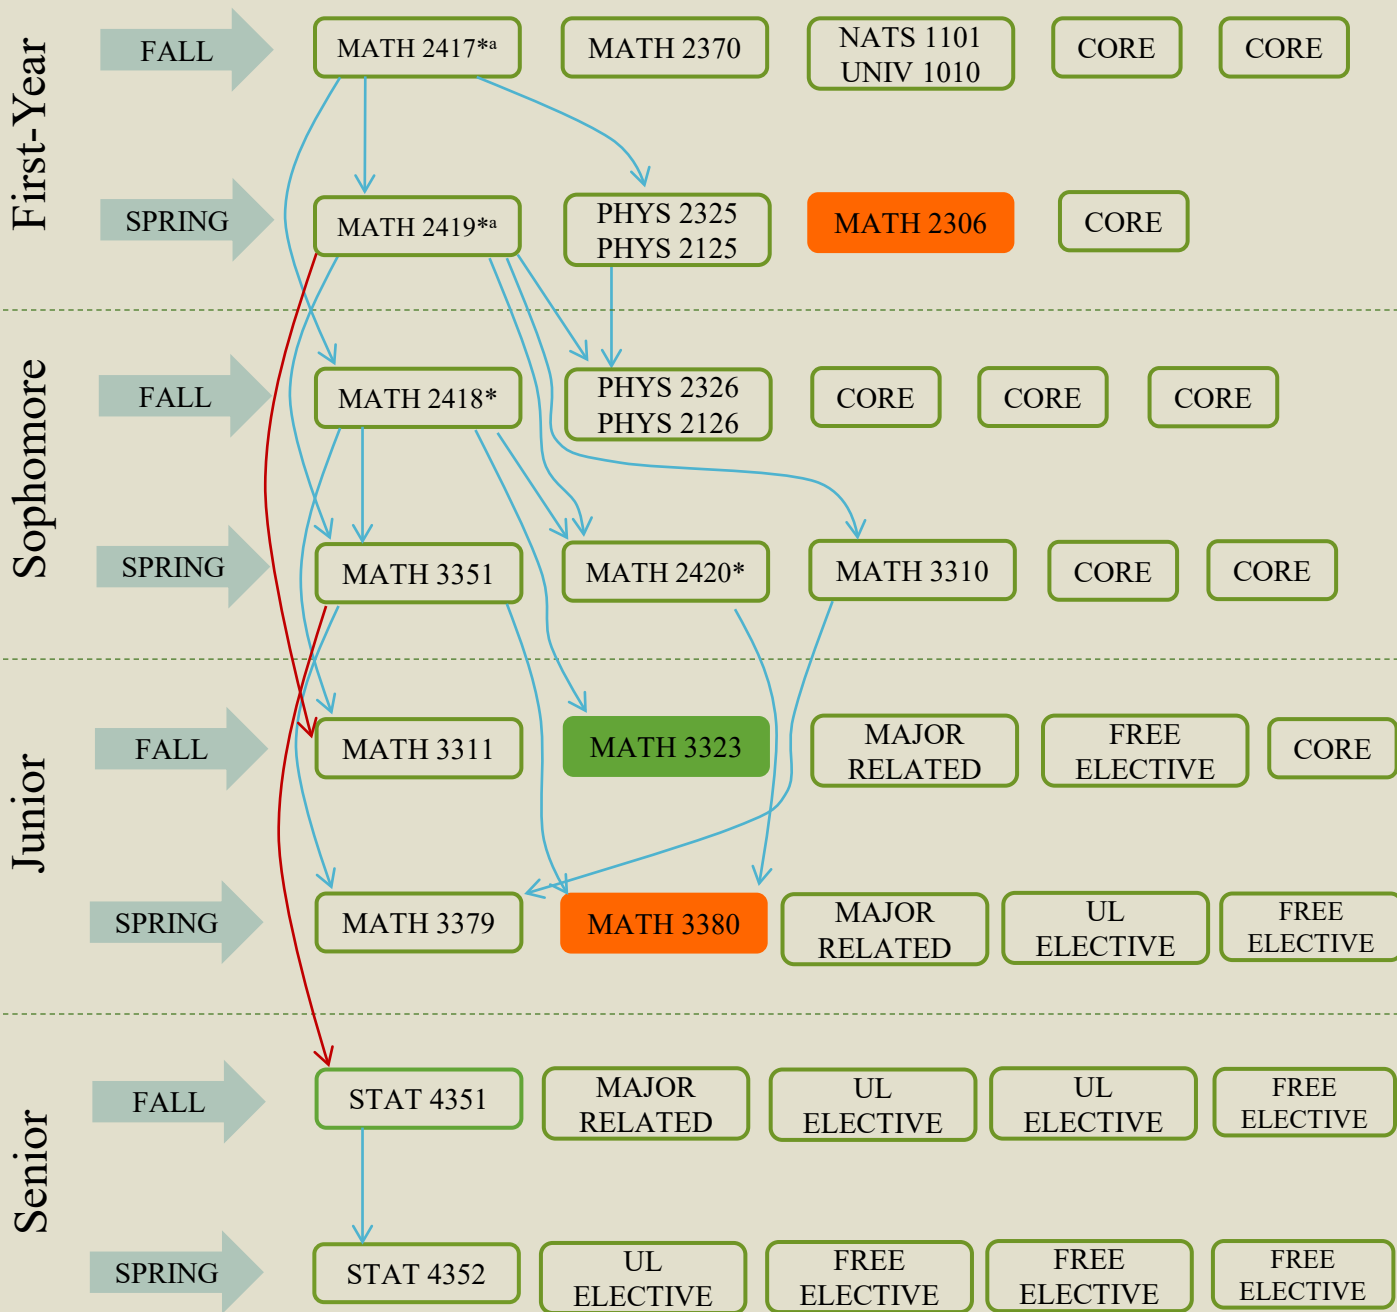 First-Year
FALL
MATH 2417*ᵃ
MATH 2370
NATS 1101
UNIV 1010
CORE
CORE
SPRING
MATH 2419*ᵃ
PHYS 2325
PHYS 2125
MATH 2306
CORE
Sophomore
FALL
MATH 2418*
PHYS 2326
PHYS 2126
CORE
CORE
CORE
SPRING
MATH 3351
MATH 2420*
MATH 3310
CORE
CORE
Junior
FALL
MATH 3311
MATH 3323
MAJOR
RELATED
FREE
ELECTIVE
CORE
SPRING
MATH 3379
MATH 3380
MAJOR
RELATED
UL
ELECTIVE
FREE
ELECTIVE
Senior
FALL
STAT 4351
MAJOR
RELATED
UL
ELECTIVE
UL
ELECTIVE
FREE
ELECTIVE
SPRING
STAT 4352
UL
ELECTIVE
FREE
ELECTIVE
FREE
ELECTIVE
FREE
ELECTIVE